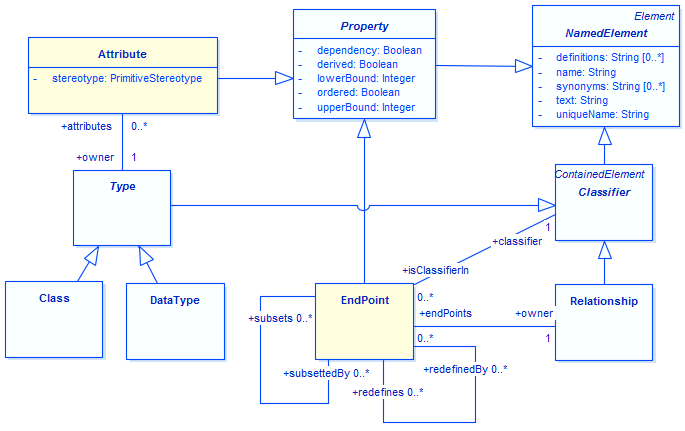 Property
- dependency: Boolean
- derived: Boolean
- lowerBound: Integer
- ordered: Boolean
- upperBound: Integer
Element
NamedElement
- definitions: String [0..*]
- name: String
- synonyms: String [0..*]
- text: String
- uniqueName: String
Attribute
- stereotype: PrimitiveStereotype
+attributes 0..*
+owner 1
Type
ContainedElement
Classifier
1
+classifier
+isClassifierIn
0..*
Class
DataType
EndPoint
Relationship
+endPoints +owner
0..* 1
+subsets 0..*
+subsettedBy 0..*
+redefinedBy 0..*
+redefines 0..*